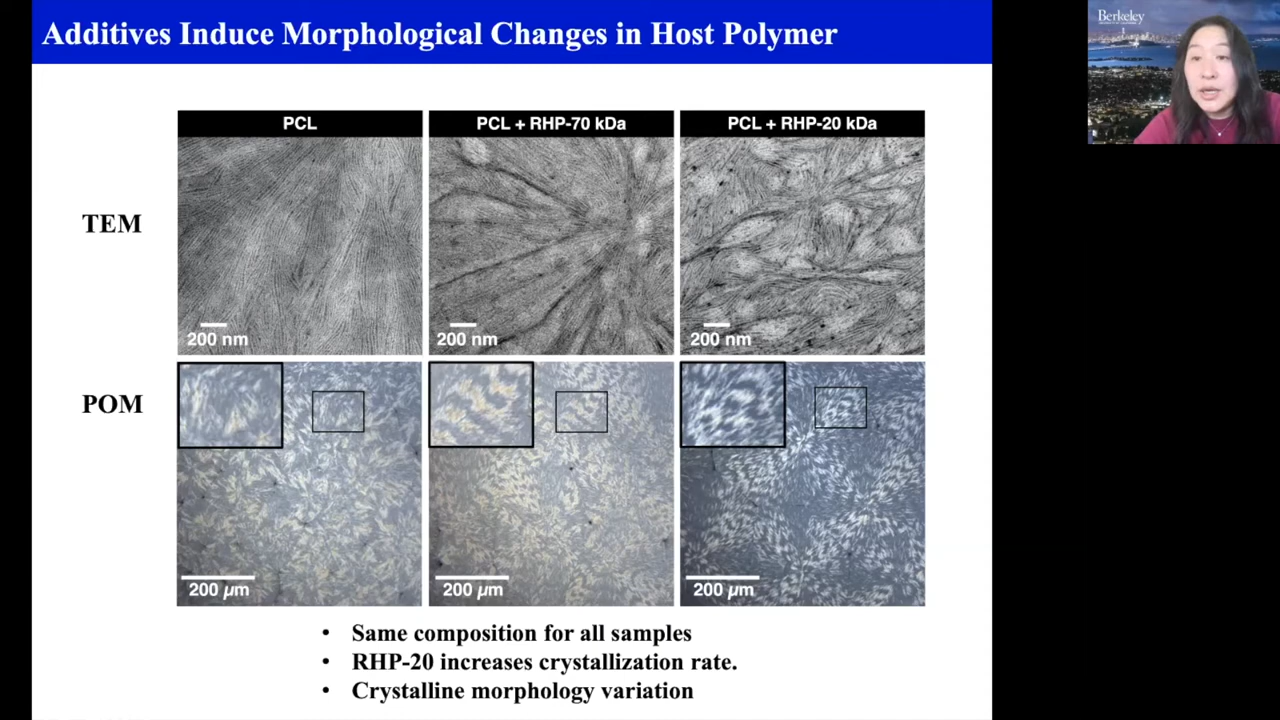 Additives Induce Morphological Changes in Host Polymer
Berkeley
PCL
PCL + RHP-70 kDa
PCL + RHP-20 kDa
TEM
200 nm
200 nm
200 nm
POM
200 µm
200 µm
200 µm
• Same composition for all samples
• RHP-20 increases crystallization rate.
• Crystalline morphology variation